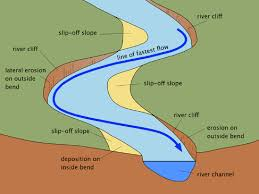 river cliff
slip-off slope
river cliff
line of fastest flow
lateral erosion
on outside
bend
slip-off slope
river cliff
slip-off slope
erosion on
outside bend
deposition on
inside bend
river channel